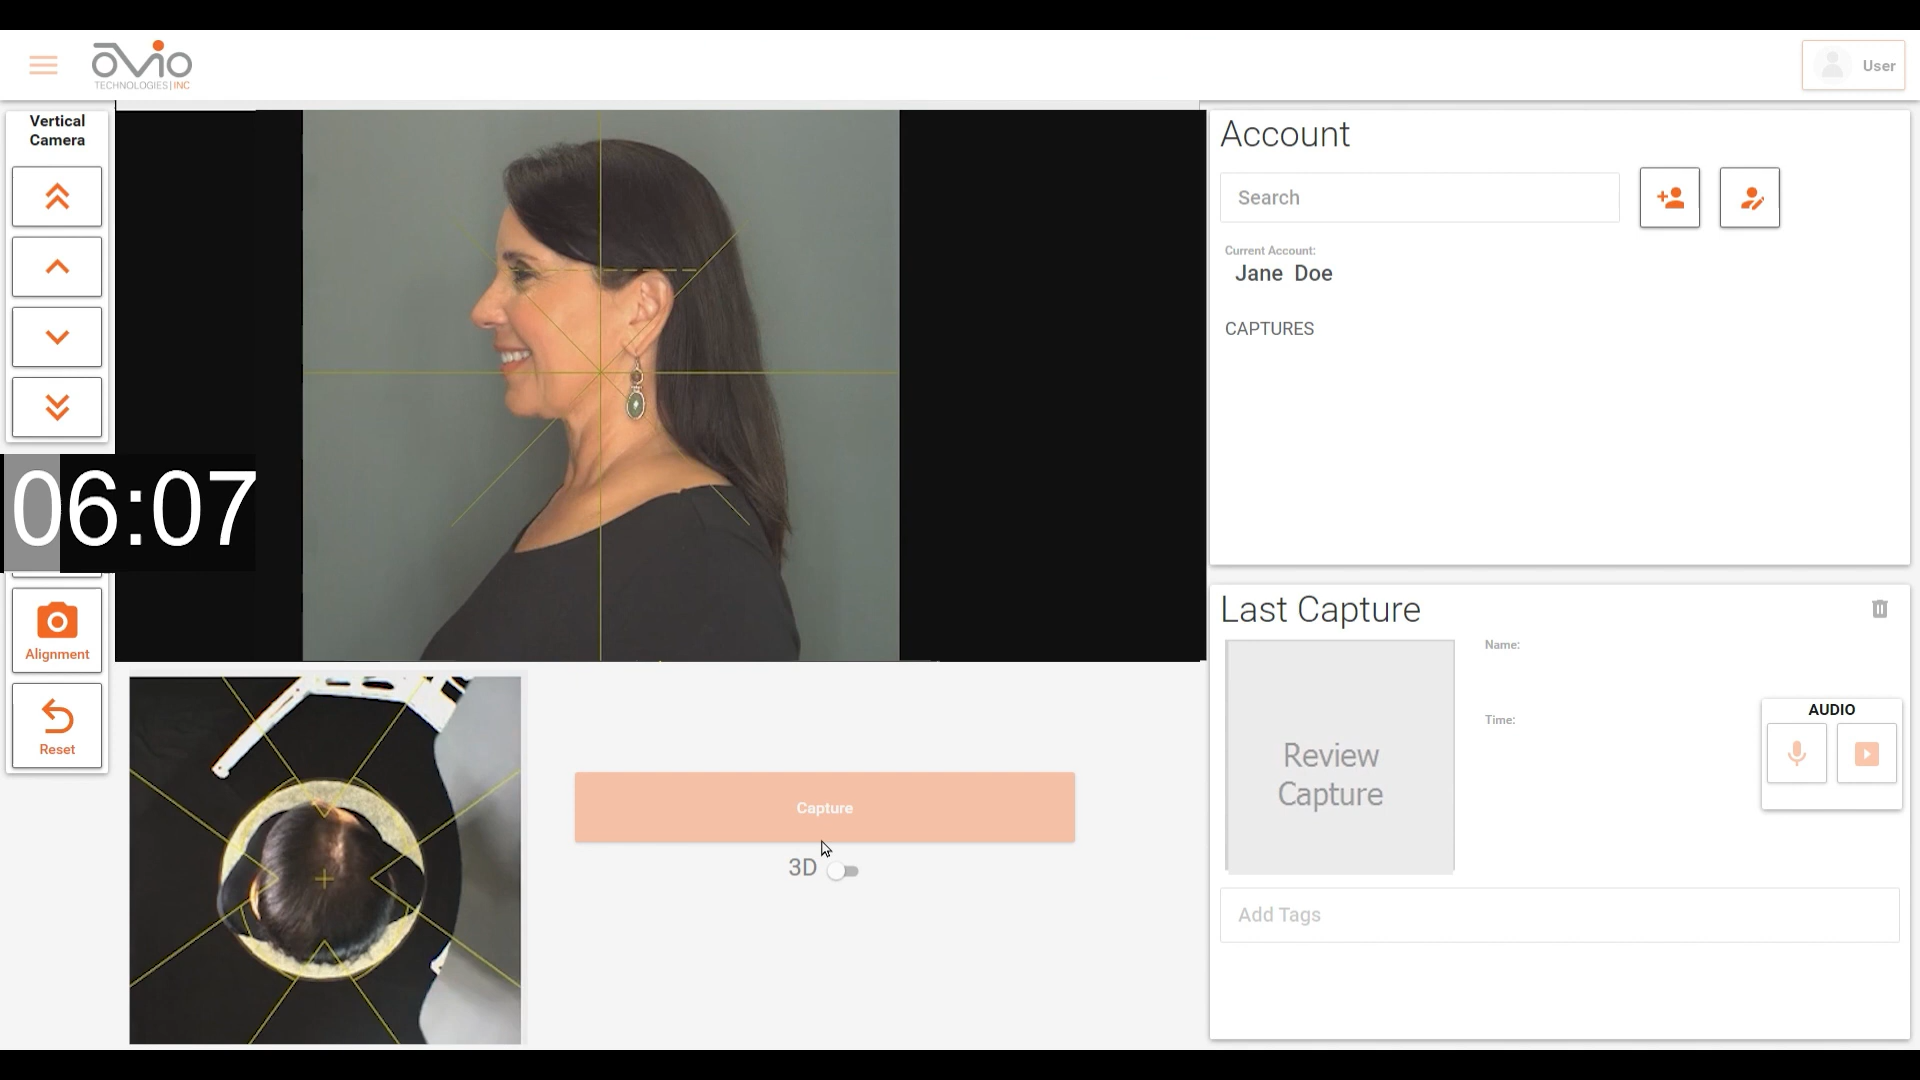 ōVio
TECHNOLOGIES|INC
User
Vertical
Camera
06:07
Alignment
Reset
Capture
3D
Account
Search
Current Account:
Jane Doe
CAPTURES
Last Capture
Review
Capture
Name:
Time:
AUDIO
Add Tags